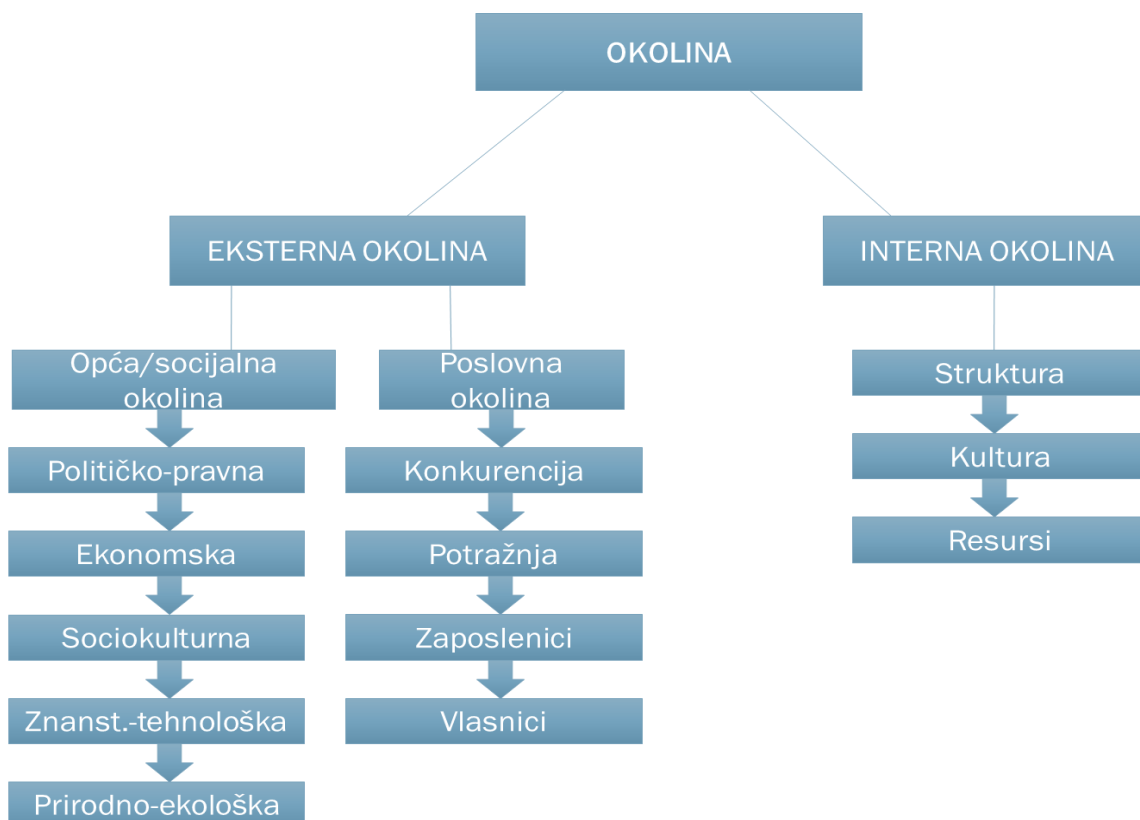 OKOLINA
EKSTERNA OKOLINA
INTERNA OKOLINA
Opća/socijalna
okolina
Političko-pravna
Ekonomska
Sociokulturna
Znanst.-tehnološka
Prirodno-ekološka
Poslovna
okolina
Konkurencija
Potražnja
Zaposlenici
Vlasnici
Struktura
Kultura
Resursi